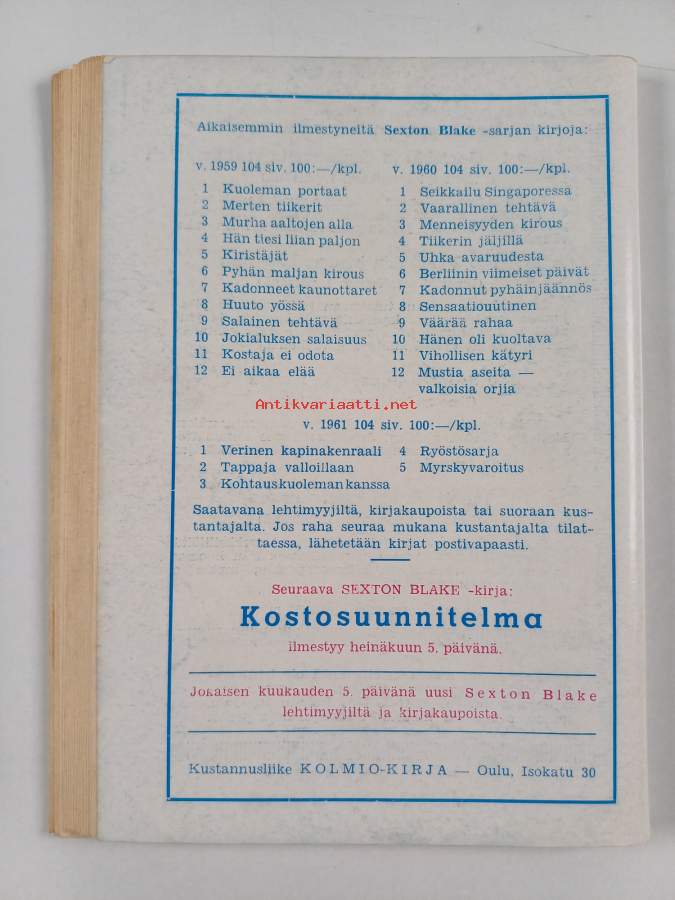 Aikaisemmin ilmestyneitä Sexton Blake -sarjan kirjoja:
v. 1959 104 siv. 100:—/kpl.
1 Kuoleman portaat
2 Merten tiikerit
3 Murha aaltojen alla
4 Hän tiesi liian paljon
5 Kiristäjät
6 Pyhän maljan kirous
7 Kadonneet kaunottaret
8 Huuto yössä
9 Salainen tehtävä
10 Jokialuksen salaisuus
11 Kostaja ei odota
12 Ei aikaa elää
v. 1960 104 siv. 100:—/kpl.
1 Seikkailu Singaporessa
2 Vaarallinen tehtävä
3 Menneisyyden kirous
4 Tiikerin jäljillä
5 Uhka avaruudesta
6 Berliinin viimeiset päivät
7 Kadonnut pyhäinjäännös
8 Sensaatiouutinen
9 Väärää rahaa
10 Hänen oli kuoltava
11 Vihollisen kätyri
12 Mustia aseita —
valkoisia orjia
Antikvariaatti.net
v. 1961 104 siv. 100:—/kpl.
1 Verinen kapinakenraali
2 Tappaja valloillaan
3 Kohtaus kuoleman kanssa
4 Ryöstösarja
5 Myrskyvaroitus
Saatavana lehtimyyjiltä, kirjakaupoista tai suoraan kus-
tantajalta. Jos raha seuraa mukana kustantajalta tilat-
taessa, lähetetään kirjat postivapaasti.
Seuraava SEXTON BLAKE -kirja:
Kostosuunnitelma
ilmestyy heinäkuun 5. päivänä.
Jokaisen kuukauden 5. päivänä uusi Sexton Blake
lehtimyyjiltä ja kirjakaupoista.
Kustannusliike KOLMIO-KIRJA — Oulu, Isokatu 30